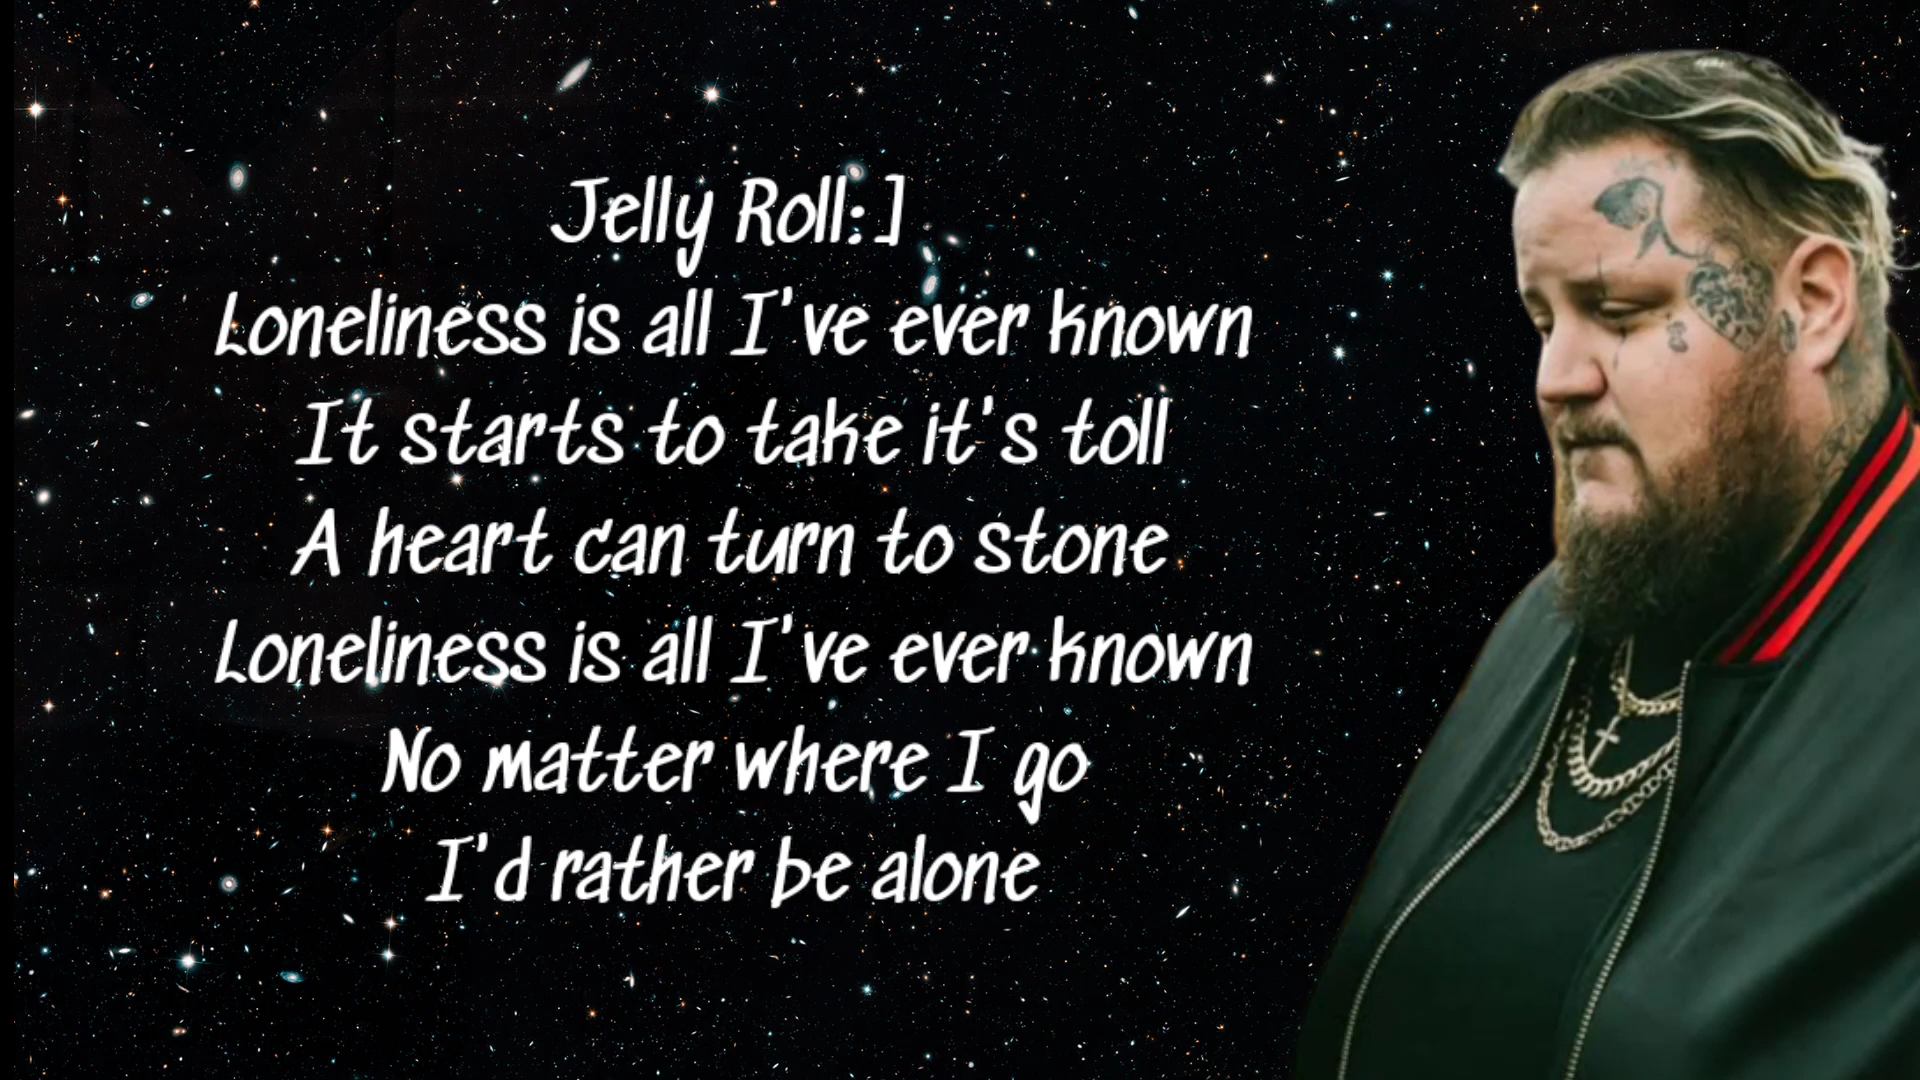 Jelly Roll:]
Loneliness is all I've ever known
It starts to take it's toll
A heart can turn to stone
Loneliness is all I've ever known
No matter where I go
I'd rather be alone